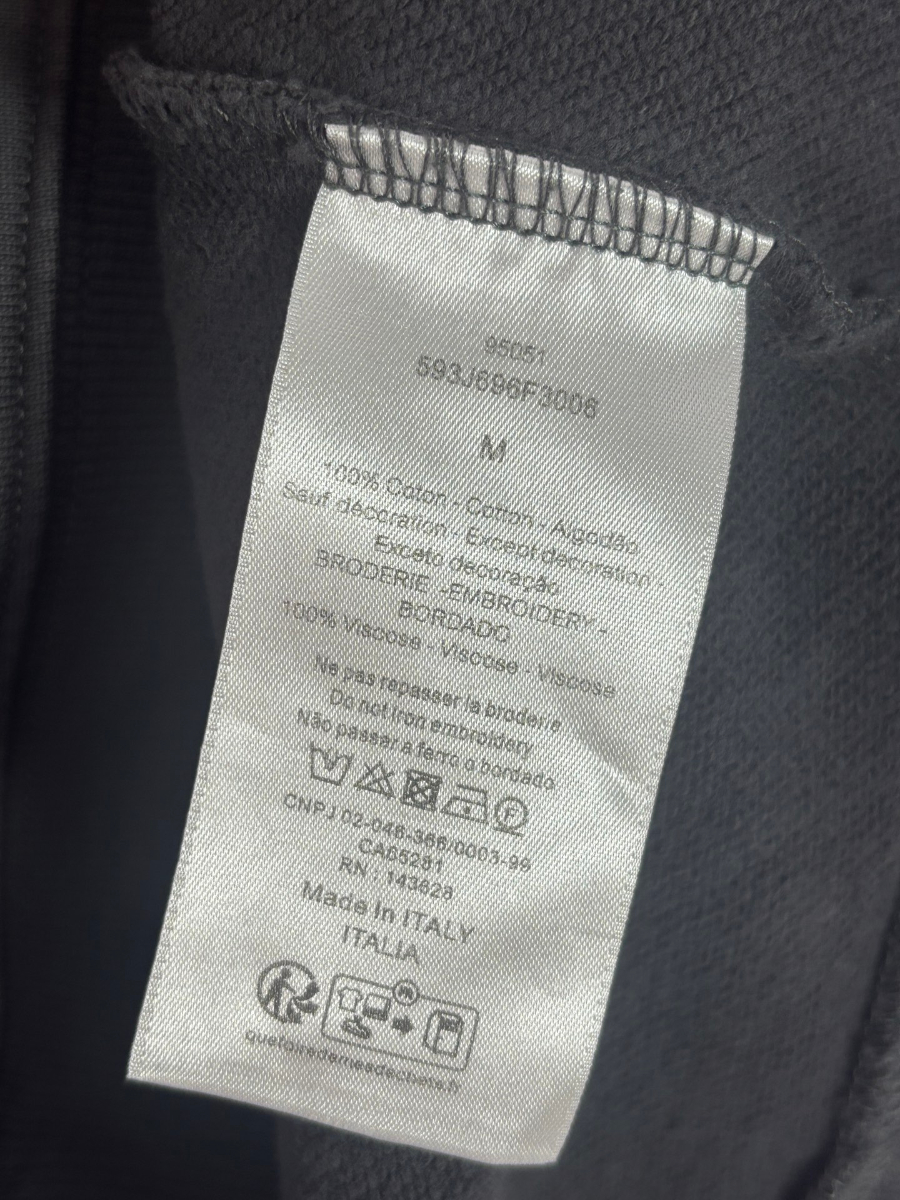 95051
593J696F3006
M
100% Coton - Cotton - Algodão
Sauf décoration - Except decoration
Exceto decoração
BRODERIE -EMBROIDERY -
BORDADO
100% Viscose - Viscose - Viscose
Ne pas repasser la broderie
Do not iron embroidery
Não passar a ferro o bordado
F
CNPJ 02-046-366/0003-99
CA05281
RN : 143628
Made in ITALY
ITALIA
FR
quefairedemesdechets.fr